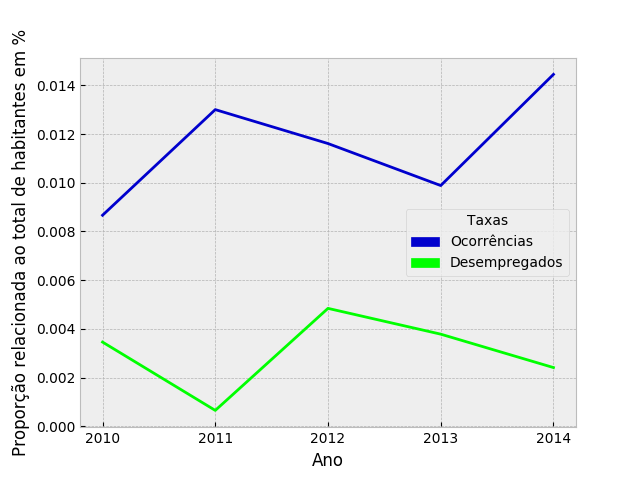 Proporção relacionada ao total de habitantes em %
0.014
0.012
0.010
0.008
0.006
0.004
0.002
0.000
Taxas
Ocorrências
Desempregados
2010 2011 2012 2013 2014
Ano